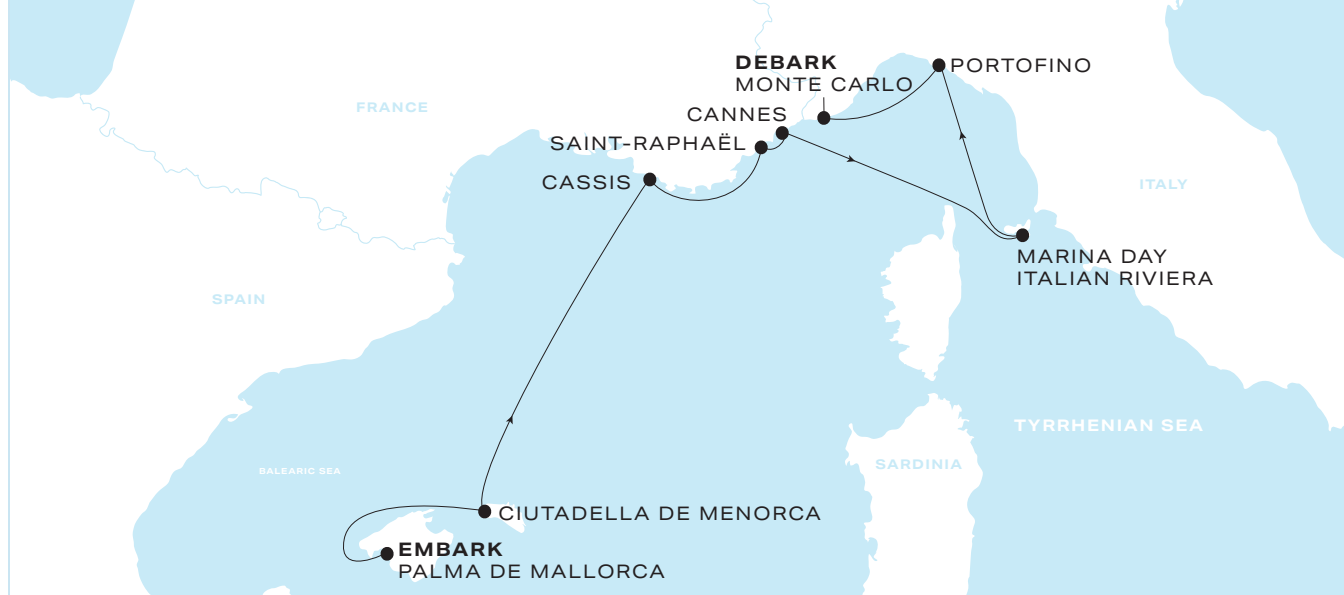 DEBARK
MONTE CARLO
PORTOFINO
FRANCE
CANNES
SAINT-RAPHAËL
CASSIS
ITALY
MARINA DAY
ITALIAN RIVIERA
SPAIN
TYRRHENIAN SEA
SARDINIA
BALEARIC SEA
CIUTADELLA DE MENORCA
EMBARK
PALMA DE MALLORCA